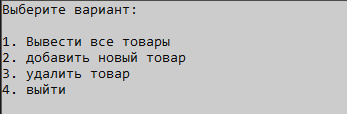 Выберите вариант:
1. Вывести все товары
2. добавить новый товар
3. удалить товар
4. выйти